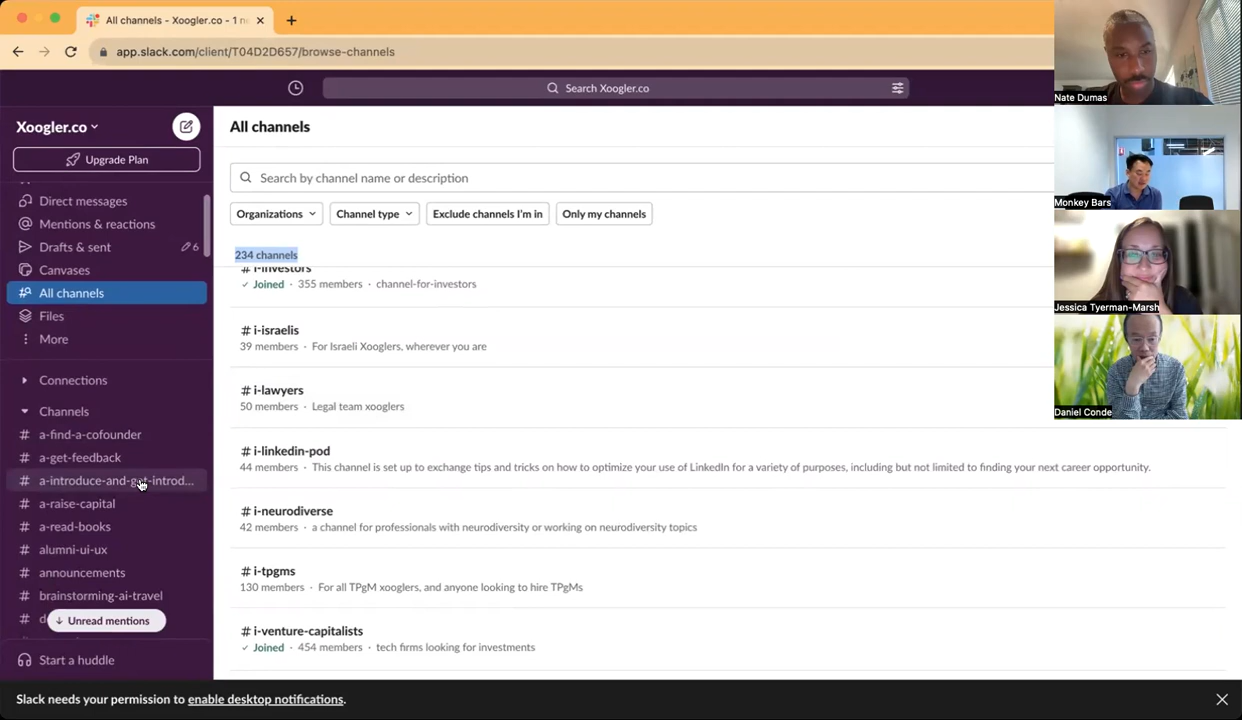 All channels - Xoogler.co - 1 n
app.slack.com/client/T04D2D657/browse-channels
Search Xoogler.co
Xoogler.co
Upgrade Plan
Direct messages
Mentions & reactions
Drafts & sent
6
Canvases
All channels
Files
More
Connections
Channels
# a-find-a-cofounder
# a-get-feedback
# a-introduce-and-get-introd...
# a-raise-capital
# a-read-books
# alumni-ui-ux
# announcements
# brainstorming-ai-travel
# d
Unread mentions
Start a huddle
All channels
Search by channel name or description
Organizations
Channel type
Exclude channels I'm in
Only my channels
234 channels
# i-investors
✓ Joined · 355 members · channel-for-investors
# i-israelis
39 members · For Israeli Xooglers, wherever you are
# i-lawyers
50 members · Legal team xooglers
# i-linkedin-pod
44 members · This channel is set up to exchange tips and tricks on how to optimize your use of LinkedIn for a variety of purposes, including but not limited to finding your next career opportunity.
# i-neurodiverse
42 members · a channel for professionals with neurodiversity or working on neurodiversity topics
# i-tpgms
130 members · For all TPgM xooglers, and anyone looking to hire TPgMs
# i-venture-capitalists
✓ Joined · 454 members · tech firms looking for investments
Nate Dumas
Monkey Bars
Jessica Tyerman-Marsh
Daniel Conde
Slack needs your permission to enable desktop notifications.